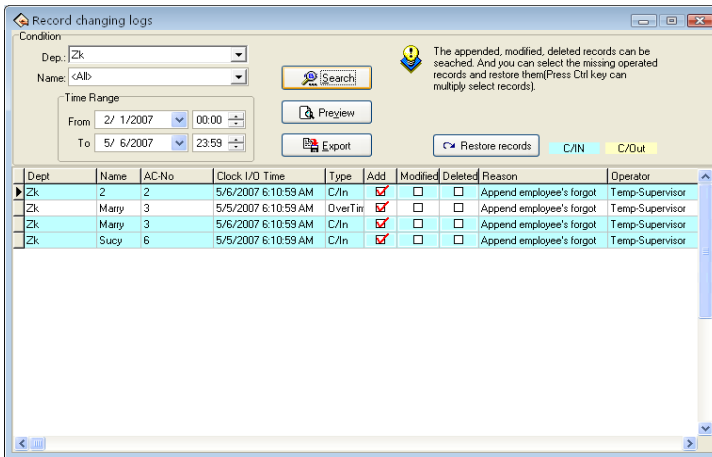 Record changing logs
Condition
Dep.: Zk
Name: <All>
Time Range
From 2/ 1/2007 00:00
To 5/ 6/2007 23:59
Search
Preview
Export
The appended, modified, deleted records can be
seached. And you can select the missing operated
records and restore them(Press Ctrl key can
multiply select records).
Restore records C/IN C/Out
Dept Name AC-No Clock I/O Time Type Add Modified Deleted Reason Operator
Zk 2 2 5/6/2007 6:10:59 AM C/In Append employee's forgot Temp-Supervisor
Zk Marry 3 5/5/2007 6:10:59 AM OverTim Append employee's forgot Temp-Supervisor
Zk Marry 3 5/6/2007 6:10:59 AM C/In Append employee's forgot Temp-Supervisor
Zk Sucy 6 5/5/2007 6:10:59 AM C/In Append employee's forgot Temp-Supervisor